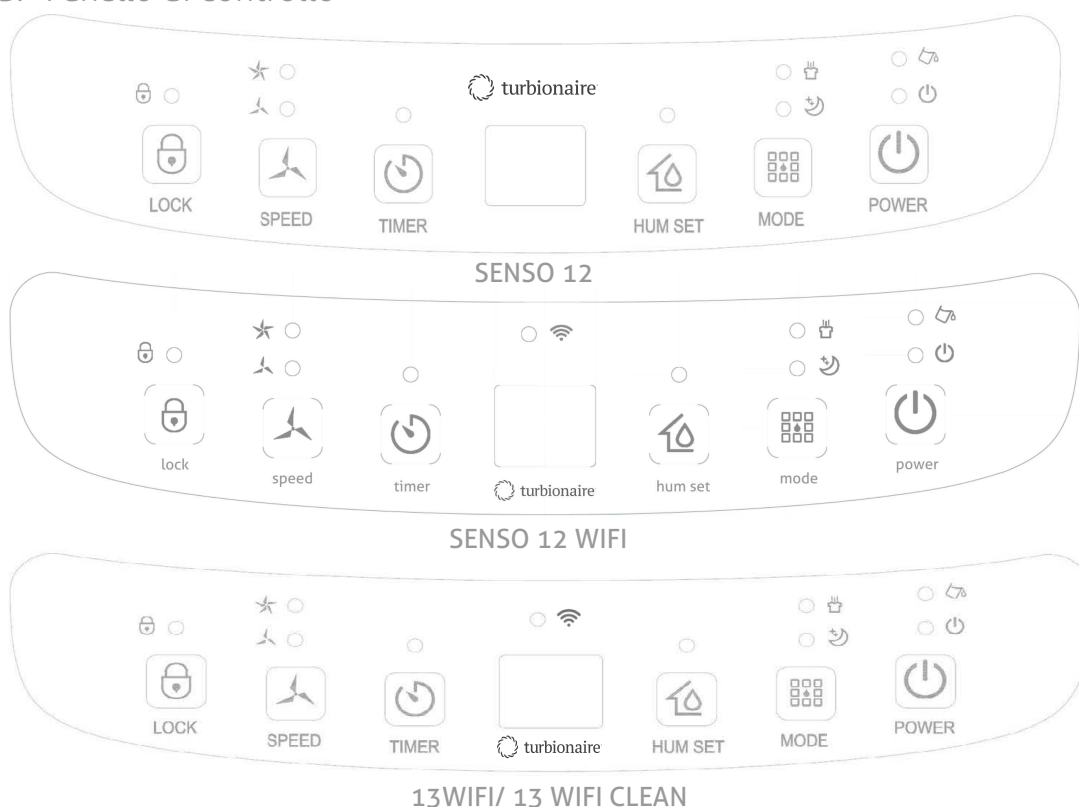 turbionaire
LOCK
SPEED
TIMER
HUM SET
MODE
POWER
SENSO 12
lock
speed
timer
turbionaire
hum set
mode
power
SENSO 12 WIFI
LOCK
SPEED
TIMER
turbionaire
HUM SET
MODE
POWER
13WIFI/ 13 WIFI CLEAN